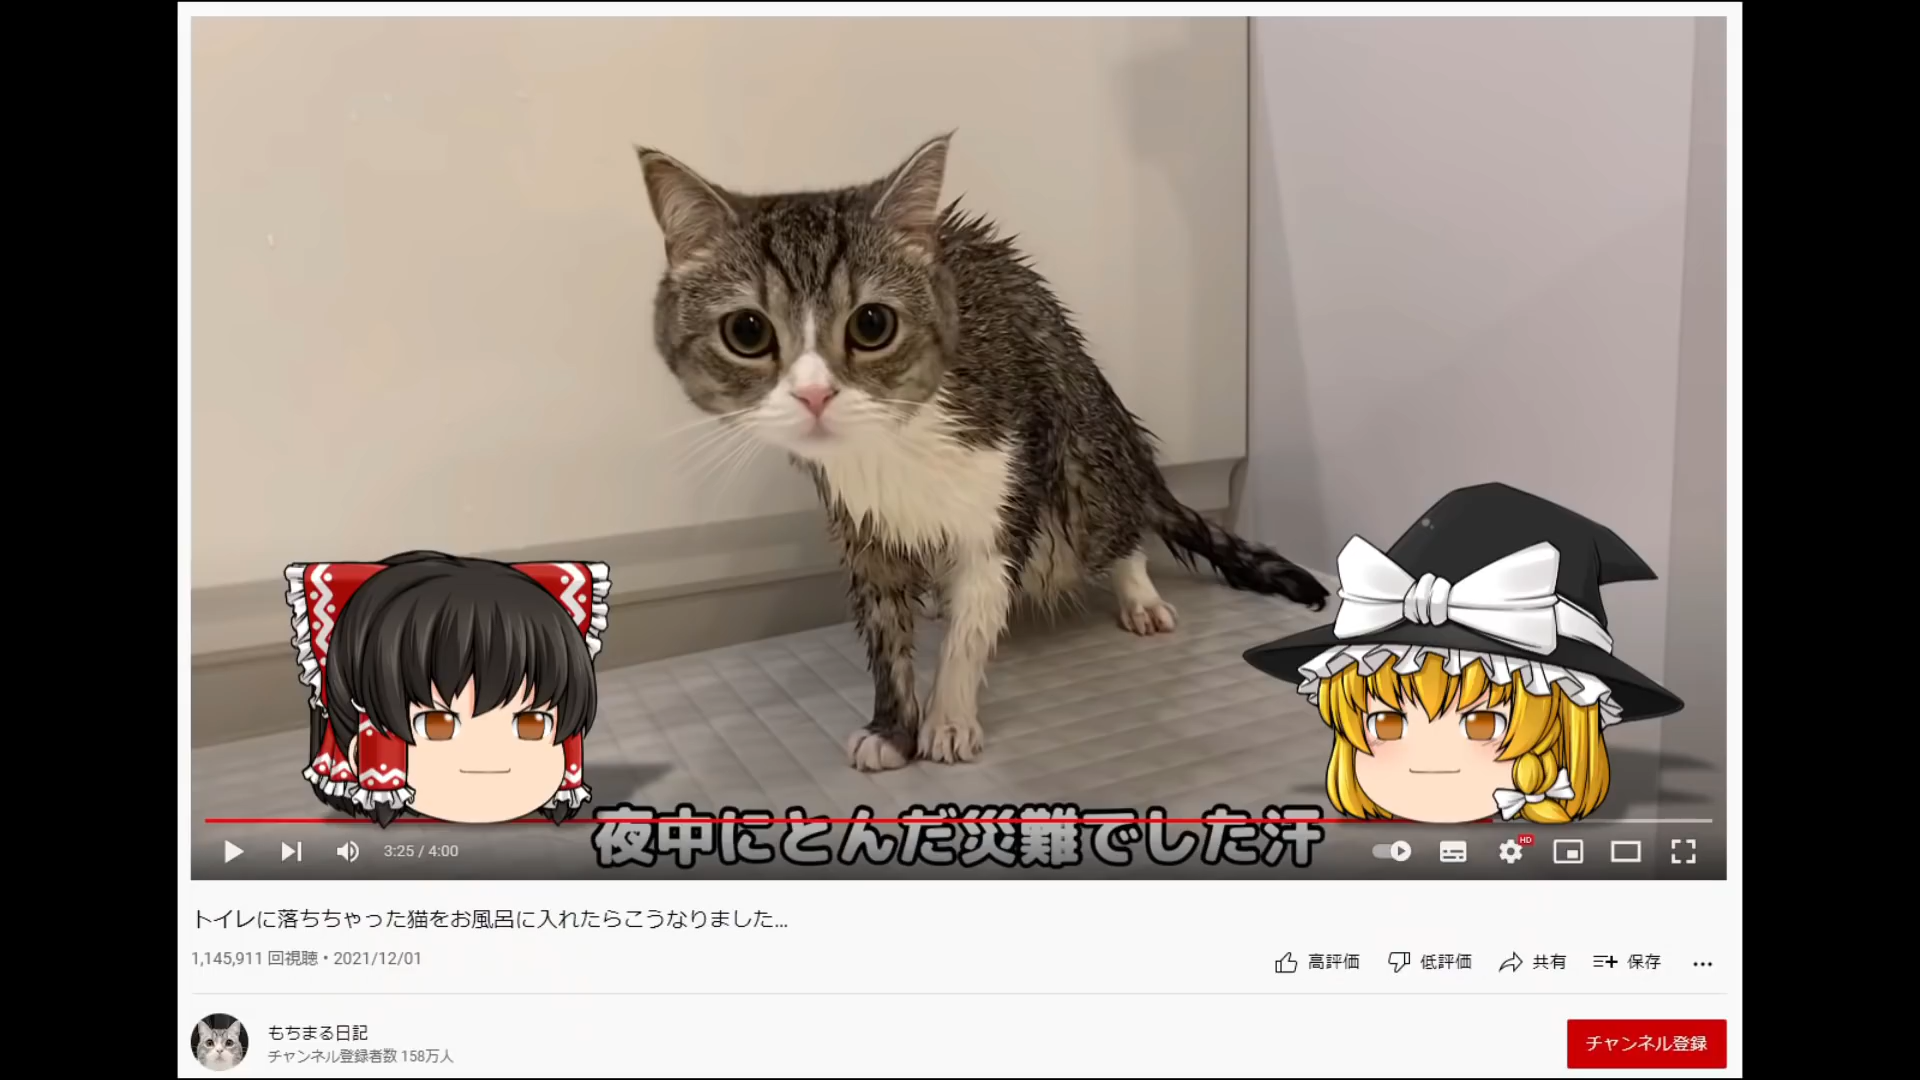 夜中にとんだ災難でした汗
3:25 / 4:00
HD
トイレに落ちちゃった猫をお風呂に入れたらこうなりました...
1,145,911 回視聴・2021/12/01
高評価 低評価 共有 保存
もちまる日記
チャンネル登録者数 158万人
チャンネル登録